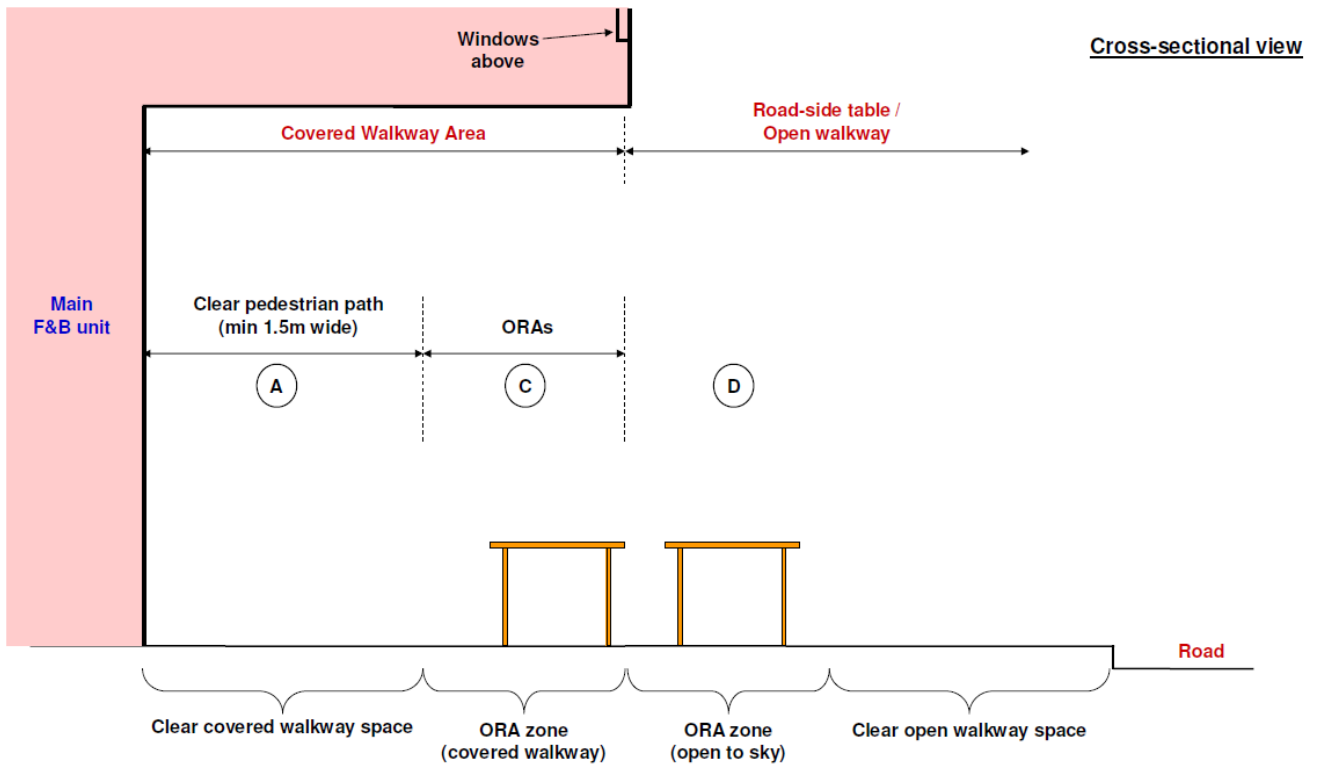 Windows
above
Cross-sectional view
Covered Walkway Area
Road-side table /
Open walkway
Main
F&B unit
Clear pedestrian path
(min 1.5m wide)
ORAs
A
C
D
Road
Clear covered walkway space
ORA zone
(covered walkway)
ORA zone
(open to sky)
Clear open walkway space